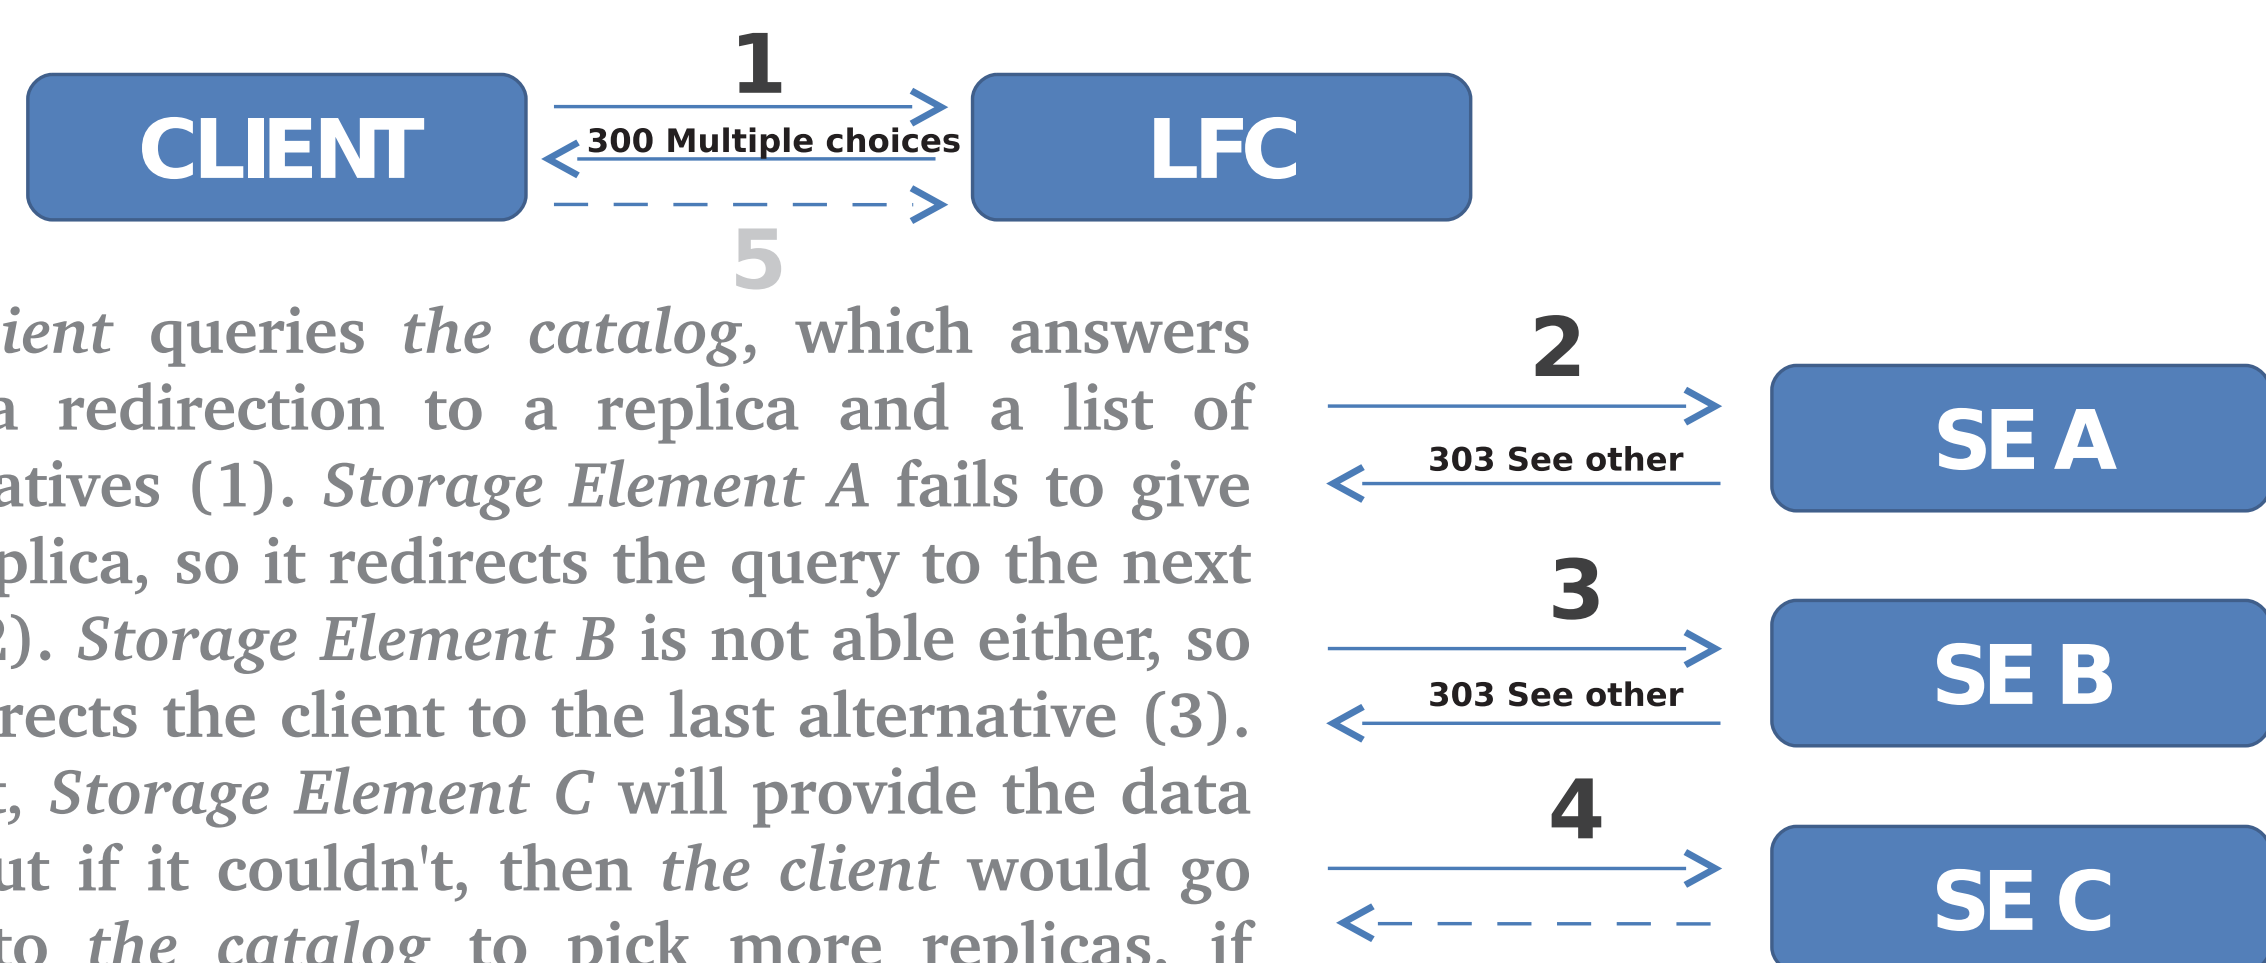 1
CLIENT
300 Multiple choices
LFC
5
queries the catalog, which answers
a redirection to a replica and a list of
(1). Storage Element A fails to give
so it redirects the query to the next
Storage Element B is not able either, so
the client to the last alternative (3).
Storage Element C will provide the data
if it couldn't, then the client would go
to the catalog to pick more replicas, if
2
303 See other
SE A
3
303 See other
SE B
4
SE C